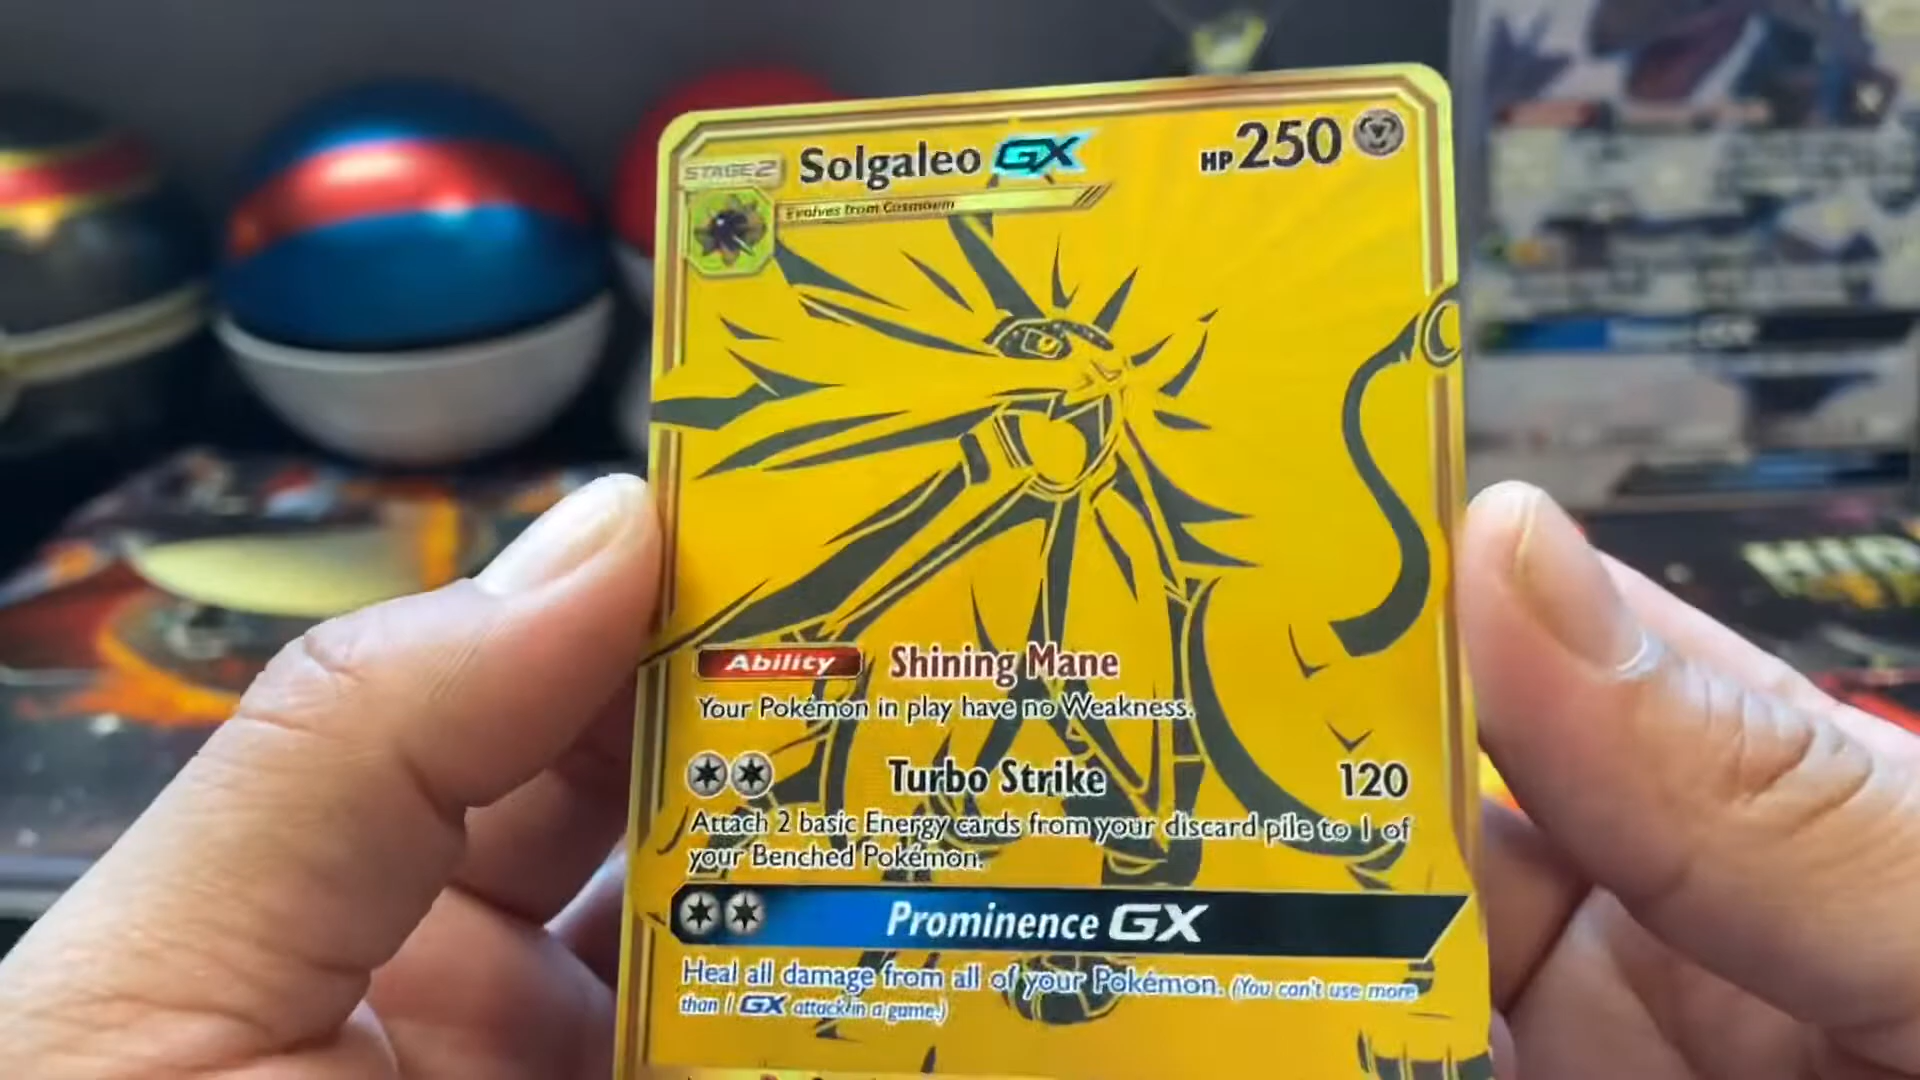 STAGE 2 Solgaleo GX HP 250
Evolves from Cosmoem
Ability Shining Mane
Your Pokémon in play have no Weakness.
Turbo Strike 120
Attach 2 basic Energy cards from your discard pile to 1 of
your Benched Pokémon.
Prominence GX
Heal all damage from all of your Pokémon. (You can't use more
than 1 GX attack in a game.)
GX